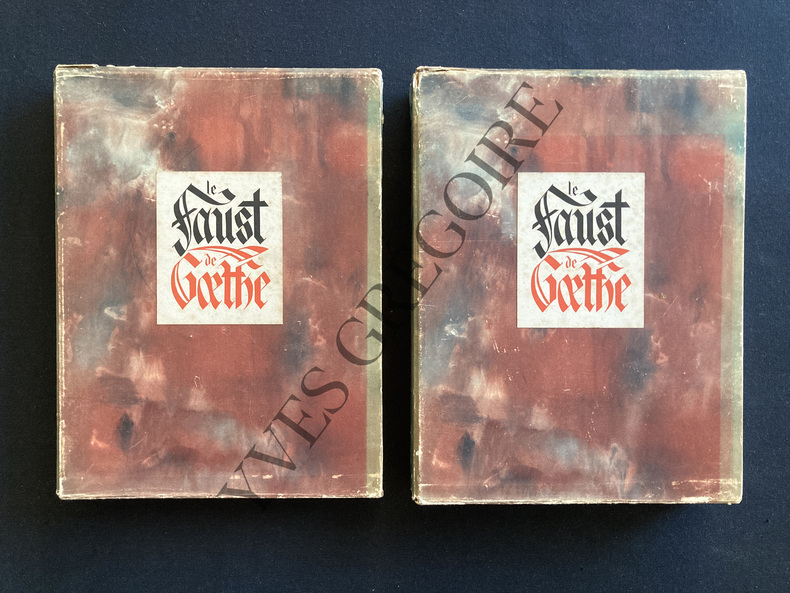 le
Faust
de
Gœthe
le
Faust
de
Gœthe
YVES GREGOIRE